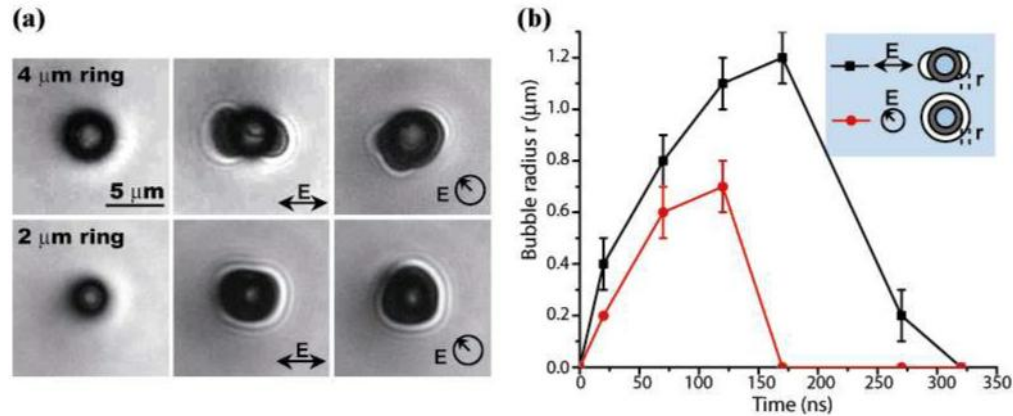 (a)
4 μm ring
5 μm
E
E
2 μm ring
E
E
(b)
Bubble radius r (μm)
1.2
1.0
0.8
0.6
0.4
0.2
0.0
0 50 100 150 200 250 300 350
Time (ns)
E
r
E
r